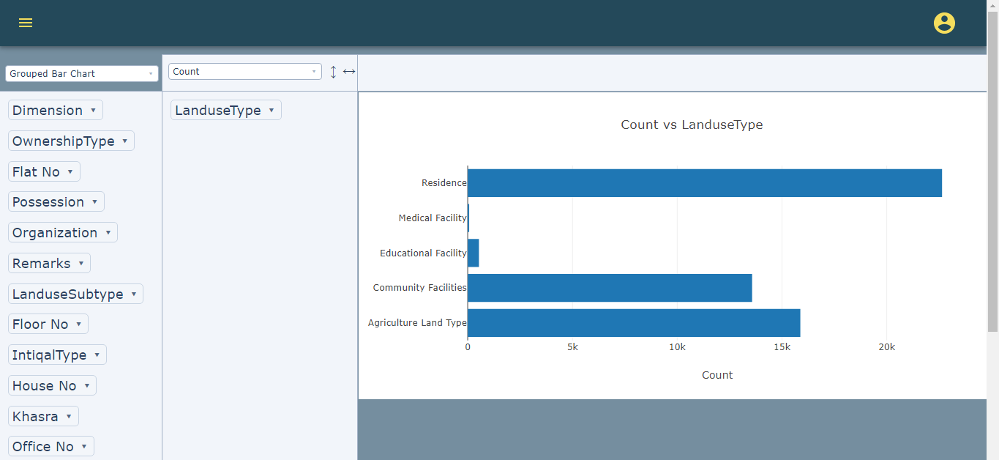 Grouped Bar Chart
Count
Dimension
OwnershipType
Flat No
Possession
Organization
Remarks
LanduseSubtype
Floor No
IntiqalType
House No
Khasra
Office No
LanduseType
Count vs LanduseType
Residence
Medical Facility
Educational Facility
Community Facilities
Agriculture Land Type
0 5k 10k 15k 20k
Count